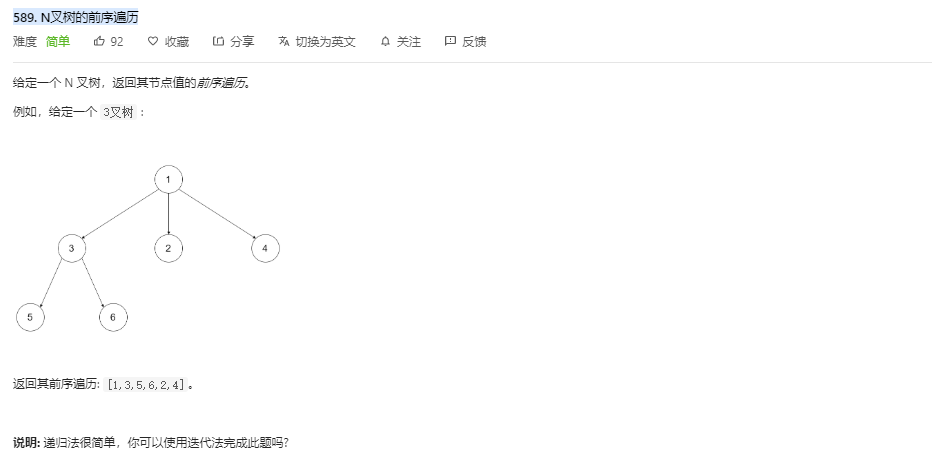 589. N叉树的前序遍历
难度 简单 92 收藏 分享 切换为英文 关注 反馈
给定一个 N 叉树，返回其节点值的前序遍历。
例如，给定一个 3叉树 :
1
3 2 4
5 6
返回其前序遍历: [1,3,5,6,2,4]。
说明: 递归法很简单，你可以使用迭代法完成此题吗?